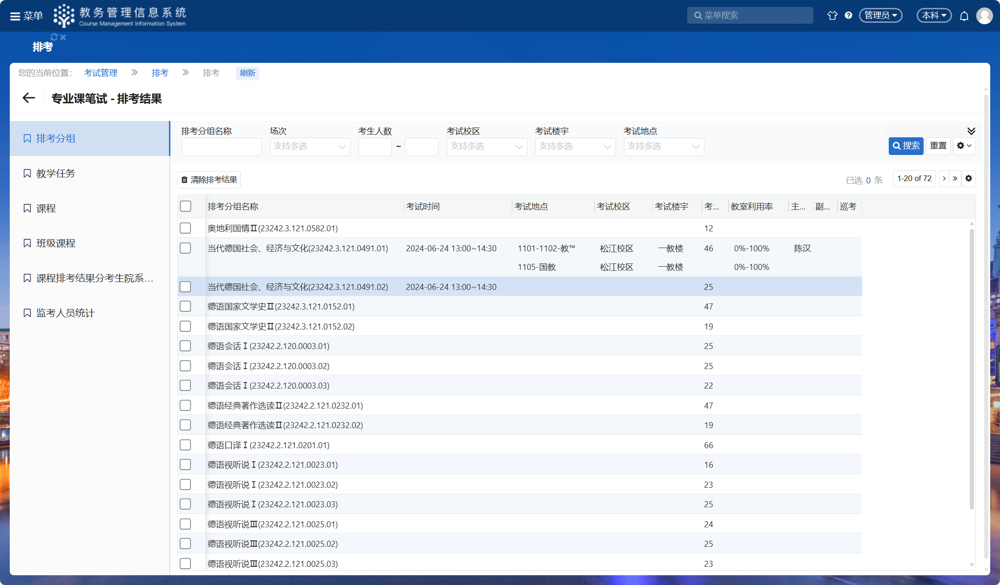 菜单 教务管理信息系统 菜单搜索 管理员 本科
Course Management Information System
排考
您的当前位置： 考试管理 排考 排考 刷新
专业课笔试 - 排考结果
排考分组
教学任务
课程
班级课程
课程排考结果分考生院系...
监考人员统计
排考分组名称 场次 考生人数 考试校区 考试楼宇 考试地点
支持多选 ~ 支持多选 支持多选 支持多选 搜索 重置
清除排考结果 已选 0 条 1-20 of 72
排考分组名称 考试时间 考试地点 考试校区 考试楼宇 考... 教室利用率 主... 副... 巡考
奥地利国情Ⅱ(23242.3.121.0582.01) 12
当代德国社会、经济与文化(23242.3.121.0491.01) 2024-06-24 13:00~14:30 1101-1102-教™ 松江校区 一教楼 46 0%-100% 陈汉
1105-国教 松江校区 一教楼 0%-100%
当代德国社会、经济与文化(23242.3.121.0491.02) 2024-06-24 13:00~14:30 25
德语国家文学史Ⅱ(23242.3.121.0152.01) 47
德语国家文学史Ⅱ(23242.3.121.0152.02) 19
德语会话Ⅰ(23242.2.120.0003.01) 25
德语会话Ⅰ(23242.2.120.0003.02) 25
德语会话Ⅰ(23242.2.120.0003.03) 22
德语经典著作选读Ⅱ(23242.2.121.0232.01) 47
德语经典著作选读Ⅱ(23242.2.121.0232.02) 19
德语口译Ⅰ(23242.2.121.0201.01) 66
德语视听说Ⅰ(23242.2.121.0023.01) 16
德语视听说Ⅰ(23242.2.121.0023.02) 23
德语视听说Ⅰ(23242.2.121.0023.03) 25
德语视听说Ⅲ(23242.2.121.0025.01) 24
德语视听说Ⅲ(23242.2.121.0025.02) 25
德语视听说Ⅲ(23242.2.121.0025.03) 23